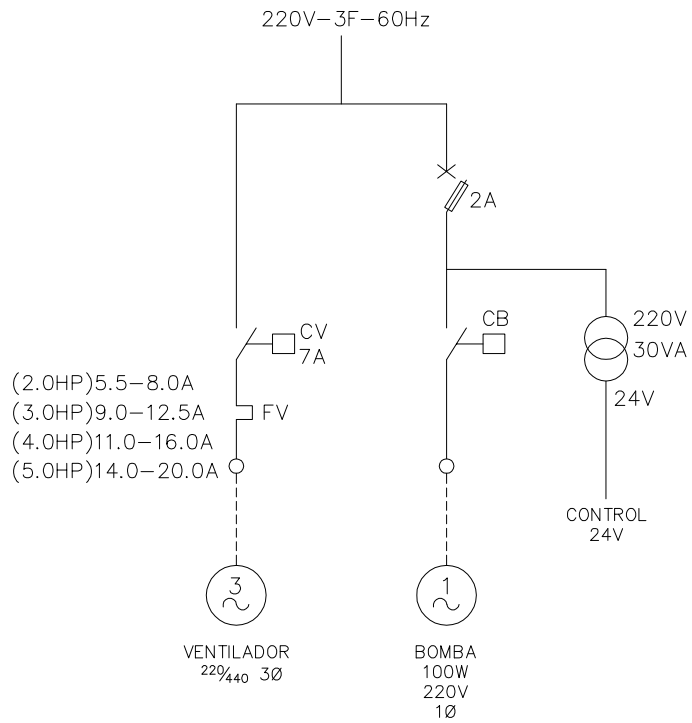 220V-3F-60Hz
2A
CV
7A
CB
220V
30VA
24V
(2.0HP)5.5-8.0A
(3.0HP)9.0-12.5A
FV
(4.0HP)11.0-16.0A
(5.0HP)14.0-20.0A
CONTROL
24V
3
1
VENTILADOR
220/440 3Ø
BOMBA
100W
220V
1Ø